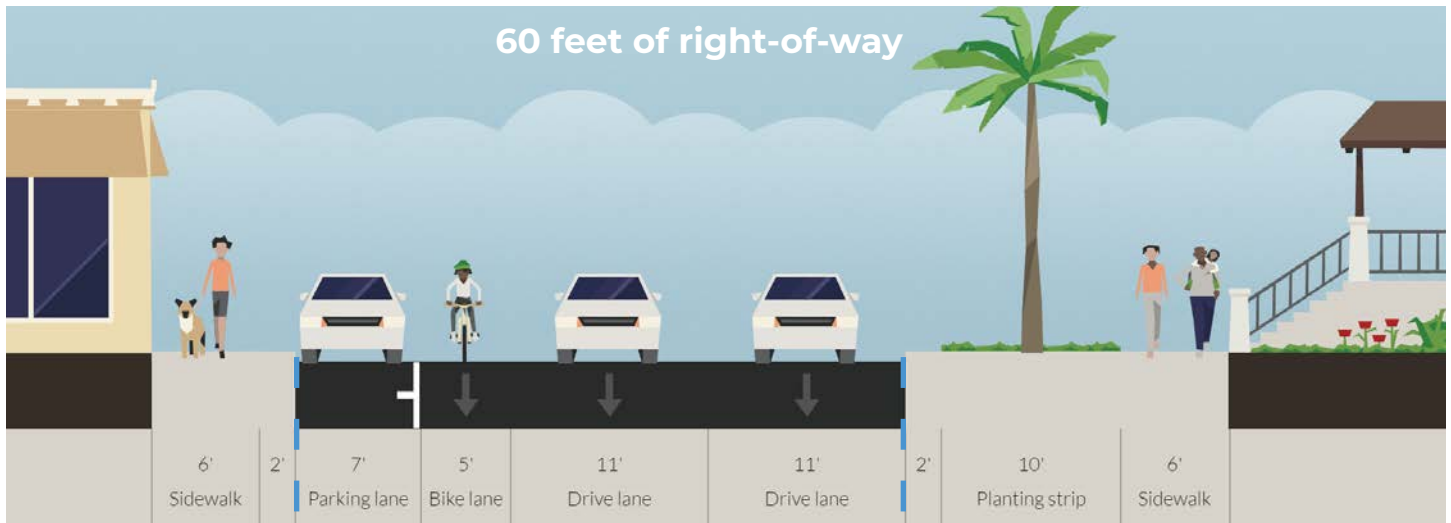 60 feet of right-of-way
6' 2' 7' 5' 11' 11' 2' 10' 6'
Sidewalk Parking lane Bike lane Drive lane Drive lane Planting strip Sidewalk